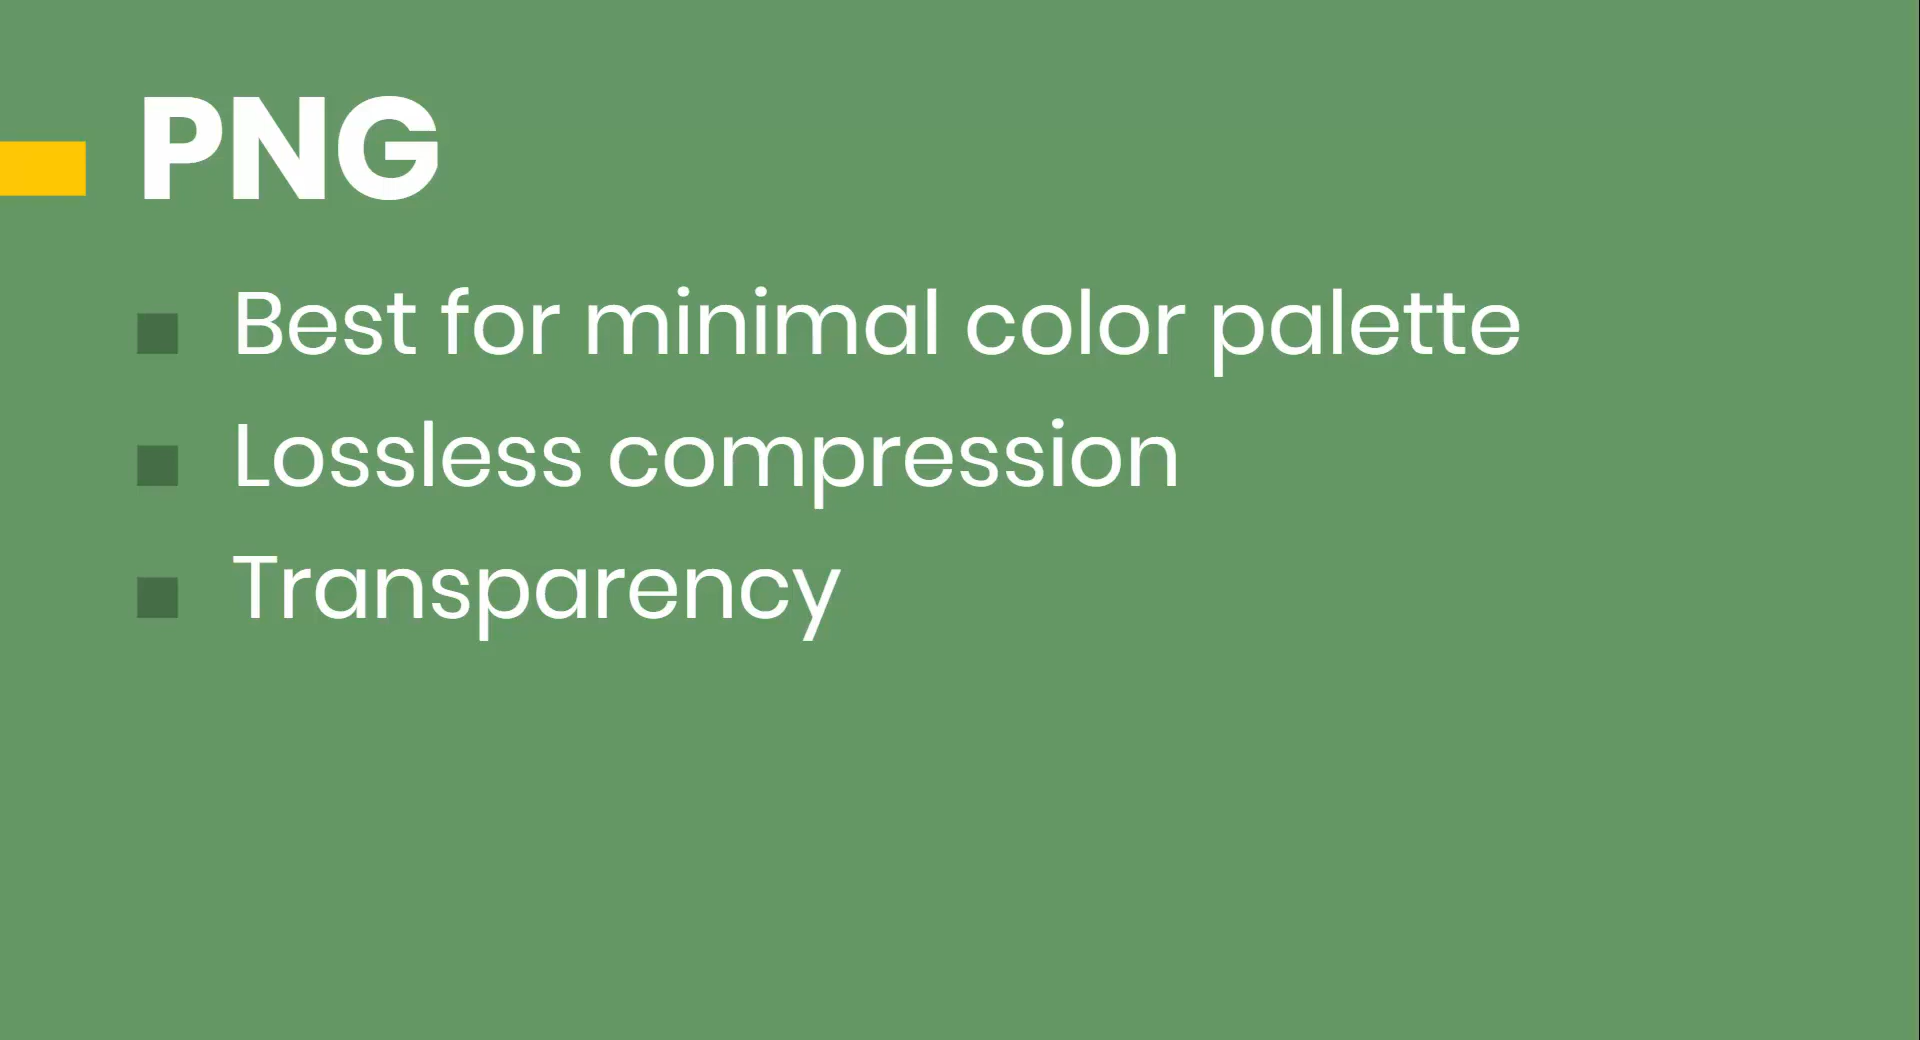 PNG
Best for minimal color palette
Lossless compression
Transparency